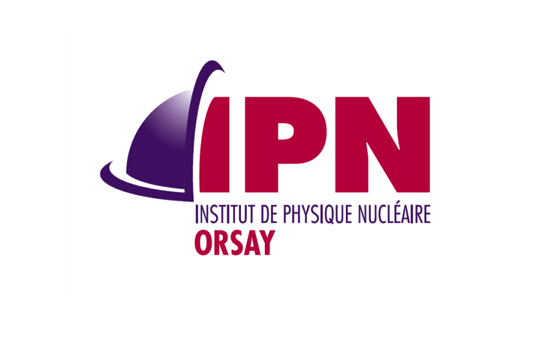 IPN
INSTITUT DE PHYSIQUE NUCLÉAIRE
ORSAY